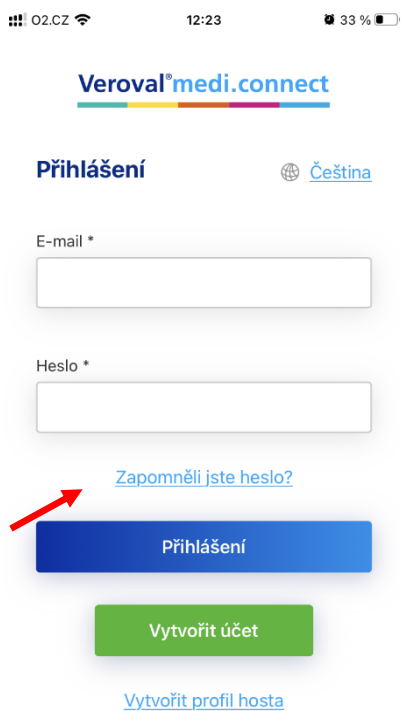 O2.CZ 12:23 33 %
Veroval®medi.connect
Přihlášení Čeština
E-mail *
Heslo *
Zapomněli jste heslo?
Přihlášení
Vytvořit účet
Vytvořit profil hosta